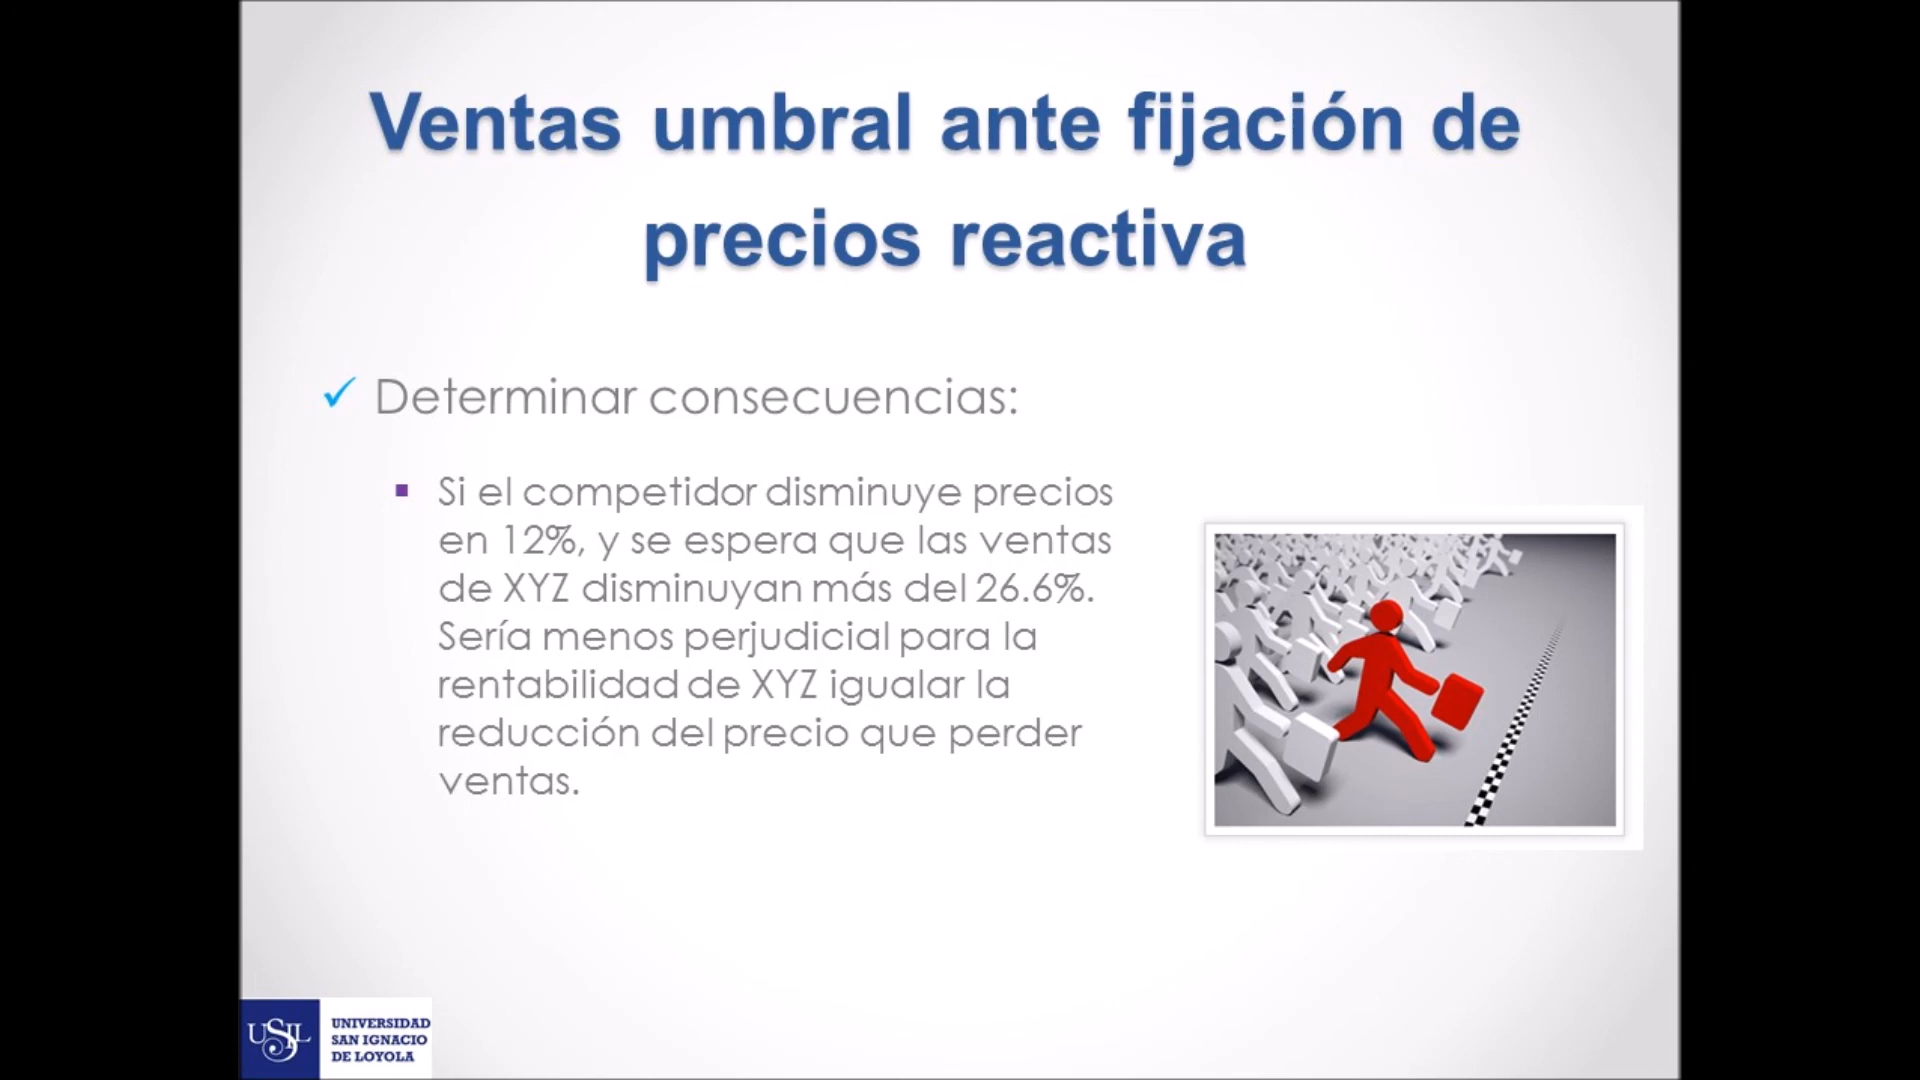 Ventas umbral ante fijación de
precios reactiva
Determinar consecuencias:
Si el competidor disminuye precios
en 12%, y se espera que las ventas
de XYZ disminuyan más del 26.6%.
Sería menos perjudicial para la
rentabilidad de XYZ igualar la
reducción del precio que perder
ventas.
USIL
UNIVERSIDAD
SAN IGNACIO
DE LOYOLA